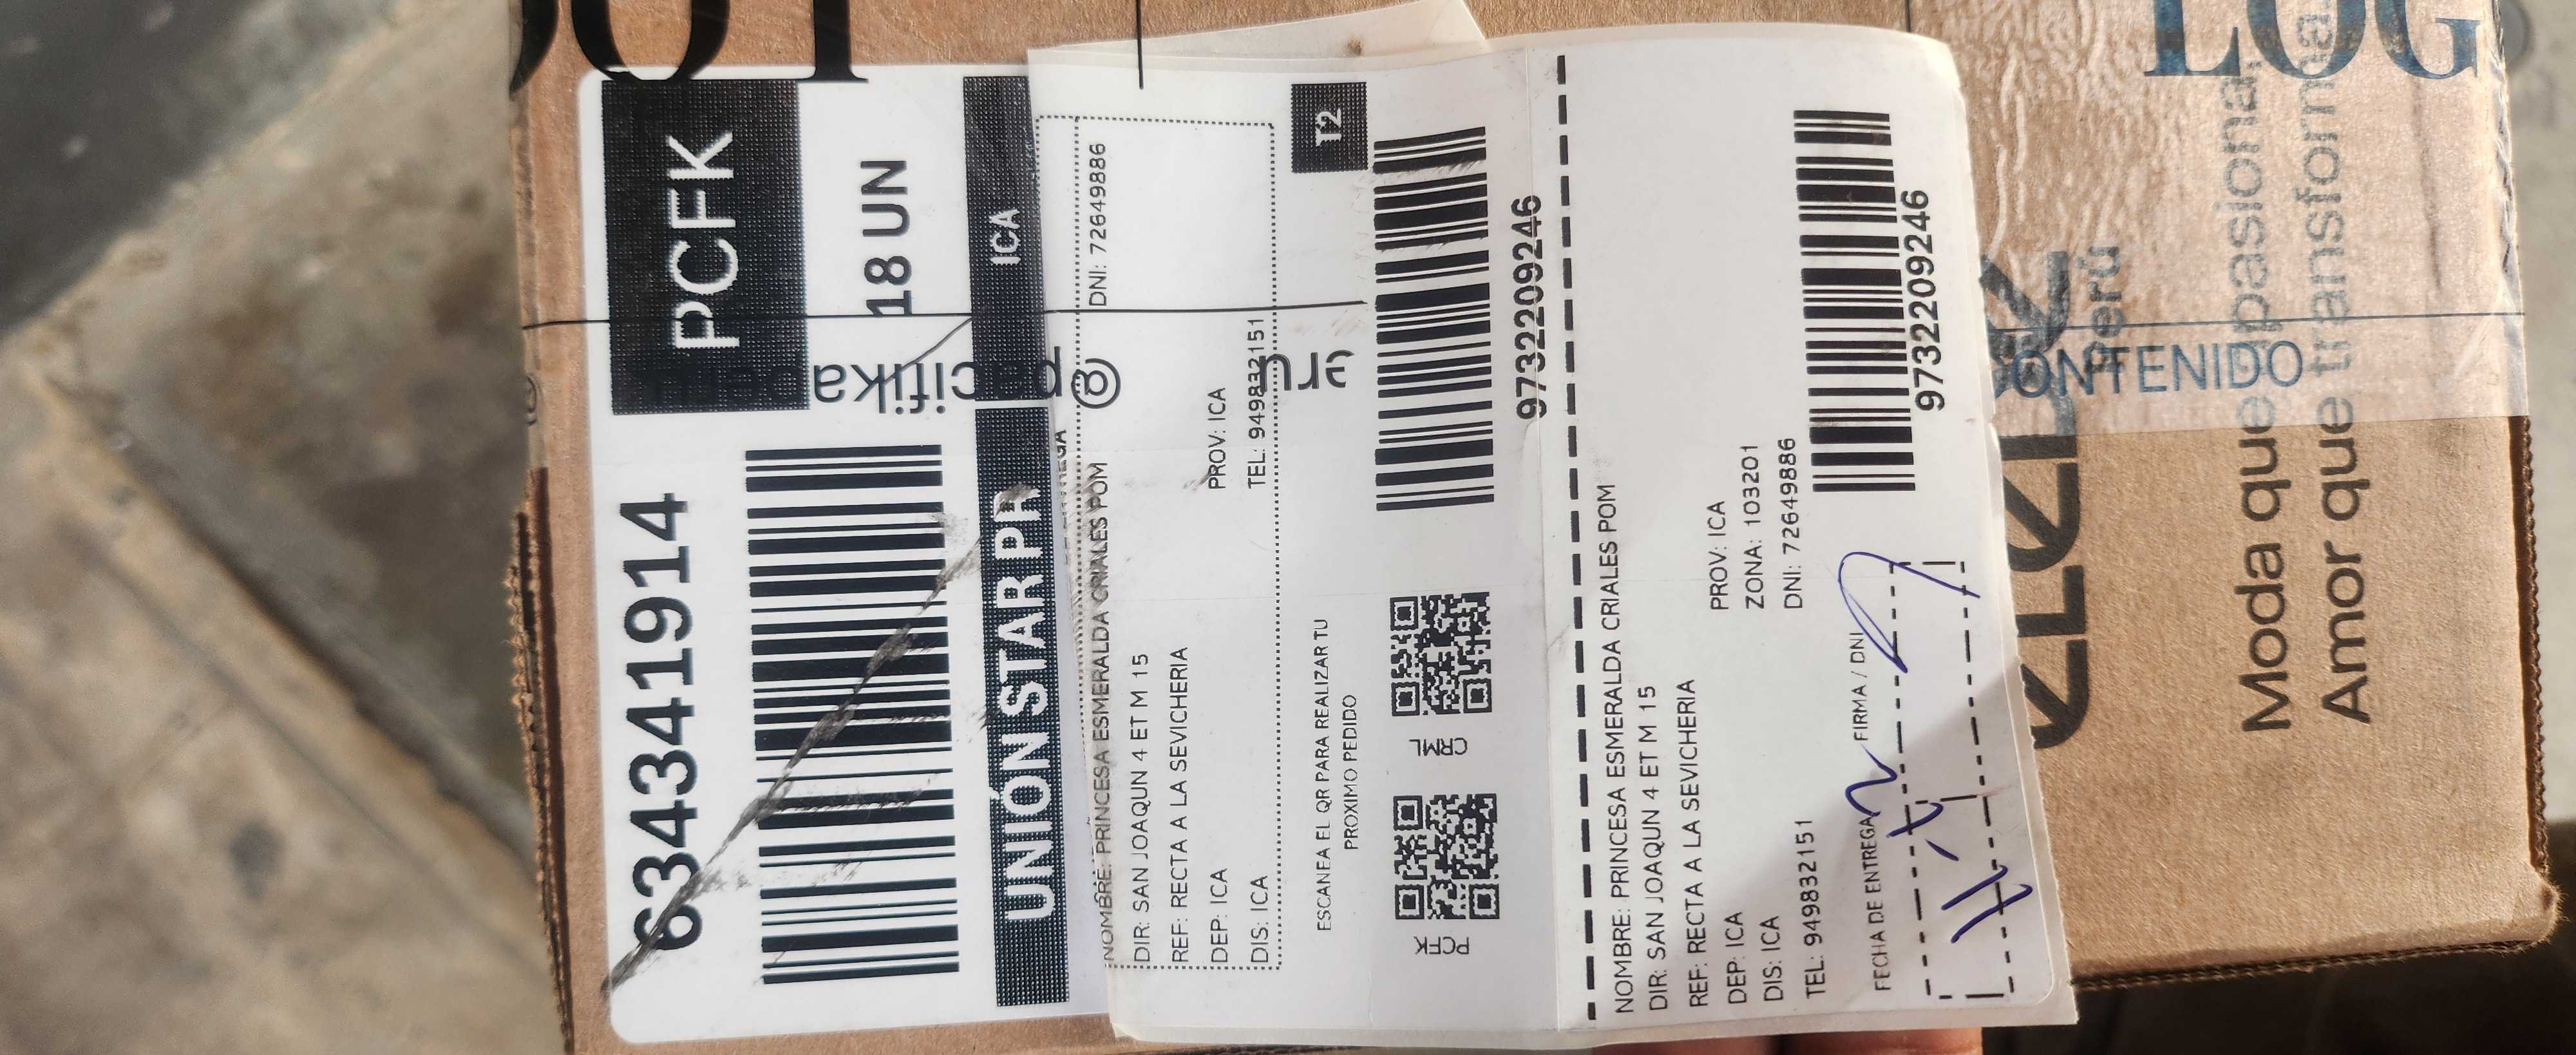 PCFK
18 UN
6343441914
UNIÓN STAR PR
ICA
@pacifikaperu
NOMBRE: PRINCESA ESMERALDA CRIALES POM
DNI: 72649886
DIR: SAN JOAQUN 4 ET M 15
REF: RECTA A LA SEVICHERIA
DEP: ICA
PROV: ICA
DIS: ICA
TEL: 949832151
ESCANEA EL QR PARA REALIZAR TU
PROXIMO PEDIDO
T2
PCFK
CRML
9732209246
NOMBRE: PRINCESA ESMERALDA CRIALES POM
DIR: SAN JOAQUN 4 ET M 15
REF: RECTA A LA SEVICHERIA
DEP: ICA
PROV: ICA
DIS: ICA
ZONA: 103201
TEL: 949832151
DNI: 72649886
FECHA DE ENTREGA
FIRMA / DNI
9732209246
CONTENIDO
perú
Moda que apasiona,
Amor que transforma
LOG